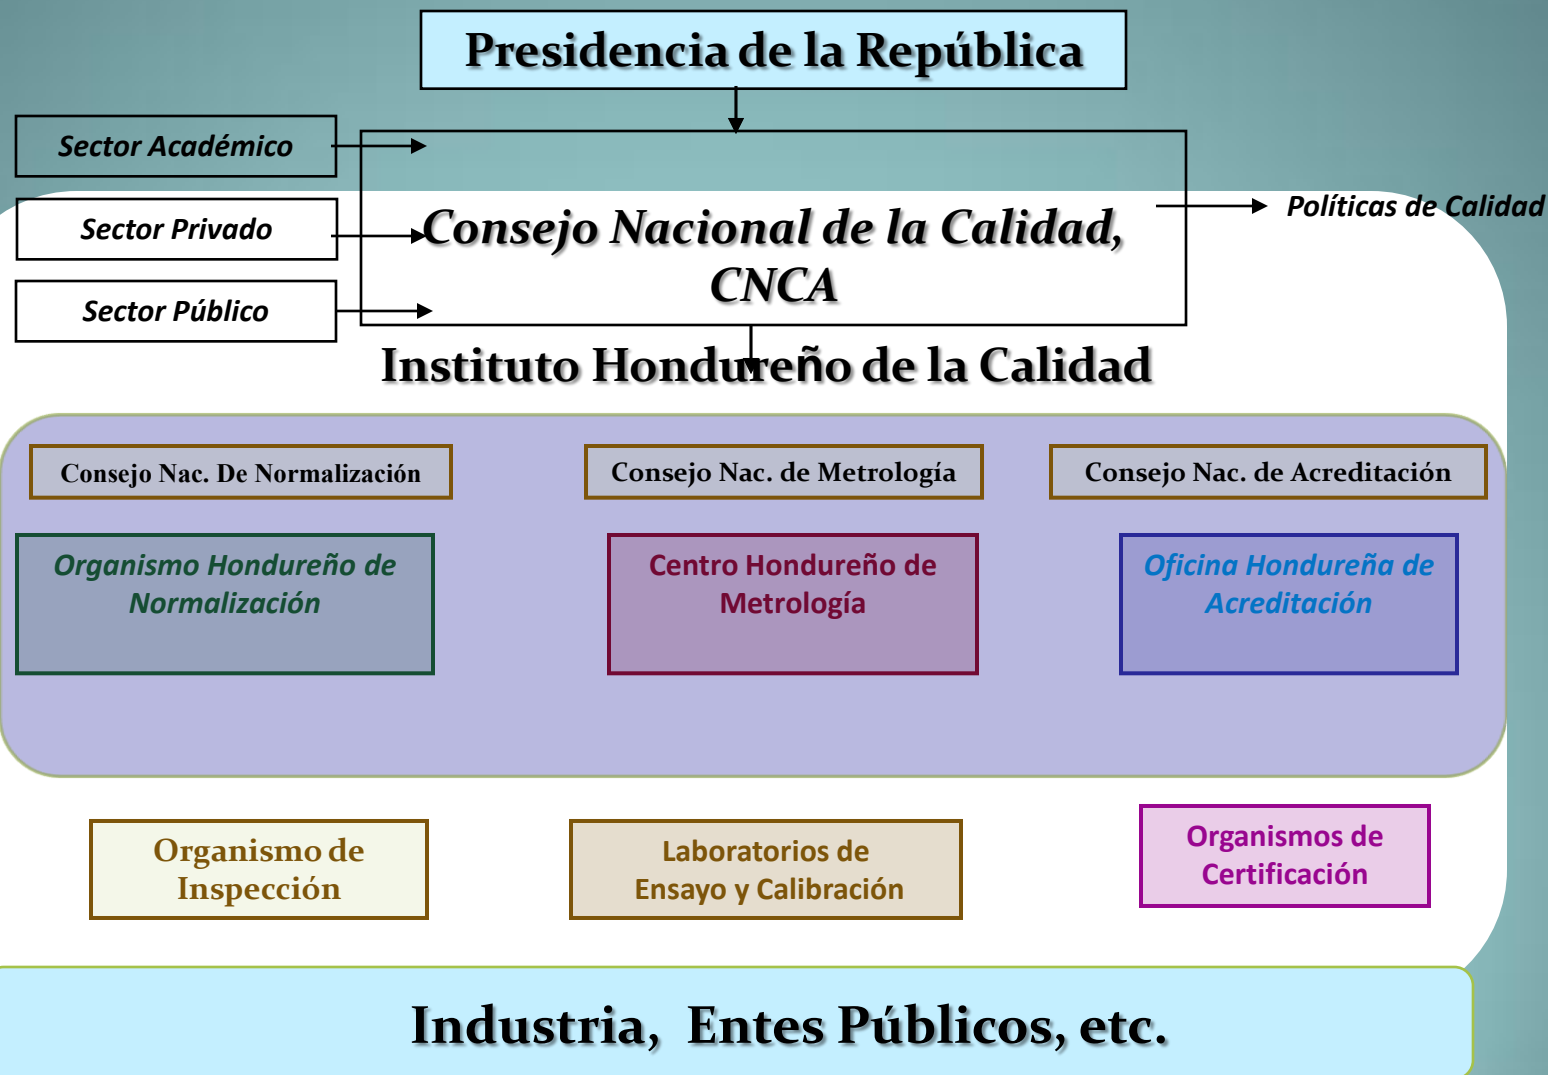 Presidencia de la República
Sector Académico
Sector Privado
Sector Público
Consejo Nacional de la Calidad,
CNCA
Políticas de Calidad
Instituto Hondureño de la Calidad
Consejo Nac. De Normalización
Consejo Nac. de Metrología
Consejo Nac. de Acreditación
Organismo Hondureño de
Normalización
Centro Hondureño de
Metrología
Oficina Hondureña de
Acreditación
Organismo de
Inspección
Laboratorios de
Ensayo y Calibración
Organismos de
Certificación
Industria, Entes Públicos, etc.